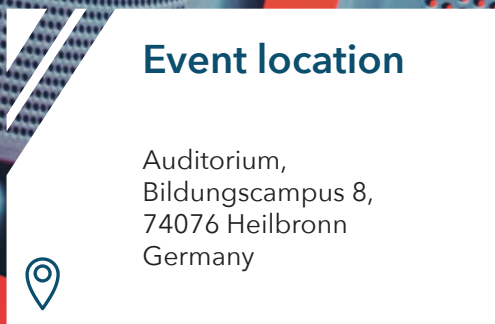 Event location
Auditorium,
Bildungscampus 8,
74076 Heilbronn
Germany